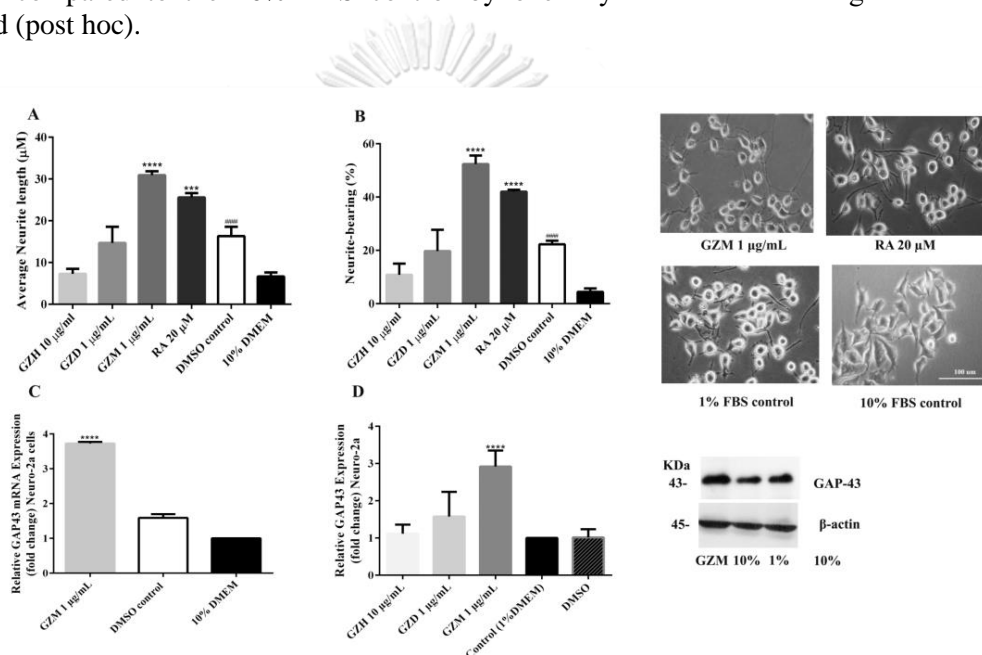 d (post hoc).
A
Average Neurite length (μM)
40
30
20
10
0
****
***
####
GZH 10 μg/ml
GZD 1 μg/mL
GZM 1 μg/mL
RA 20 μM
DMSO control
10% DMEM
B
Neurite-bearing (%)
60
40
20
0
****
****
####
GZH 10 μg/ml
GZD 1 μg/mL
GZM 1 μg/mL
RA 20 μM
DMSO control
10% DMEM
GZM 1 μg/mL
RA 20 μM
1% FBS control
100 um
10% FBS control
C
Relative GAP43 mRNA Expression
(fold change) Neuro-2a cells
4
3
2
1
0
****
GZM 1 μg/mL
DMSO control
10% DMEM
D
Relative GAP43 Expression
(fold change) Neuro-2a
4
3
2
1
0
****
GZH 10 μg/mL
GZD 1 μg/mL
GZM 1 μg/mL
Control (1%DMEM)
DMSO
KDa
43-
GAP-43
45-
β-actin
GZM 10% 1% 10%